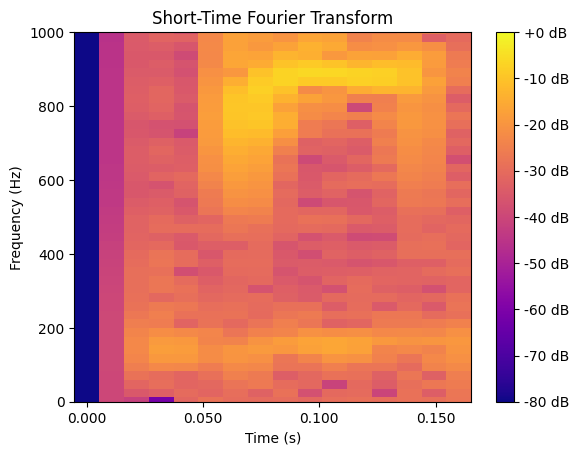 Short-Time Fourier Transform
Frequency (Hz)
1000
800
600
400
200
0
0.000
0.050
0.100
0.150
Time (s)
+0 dB
-10 dB
-20 dB
-30 dB
-40 dB
-50 dB
-60 dB
-70 dB
-80 dB